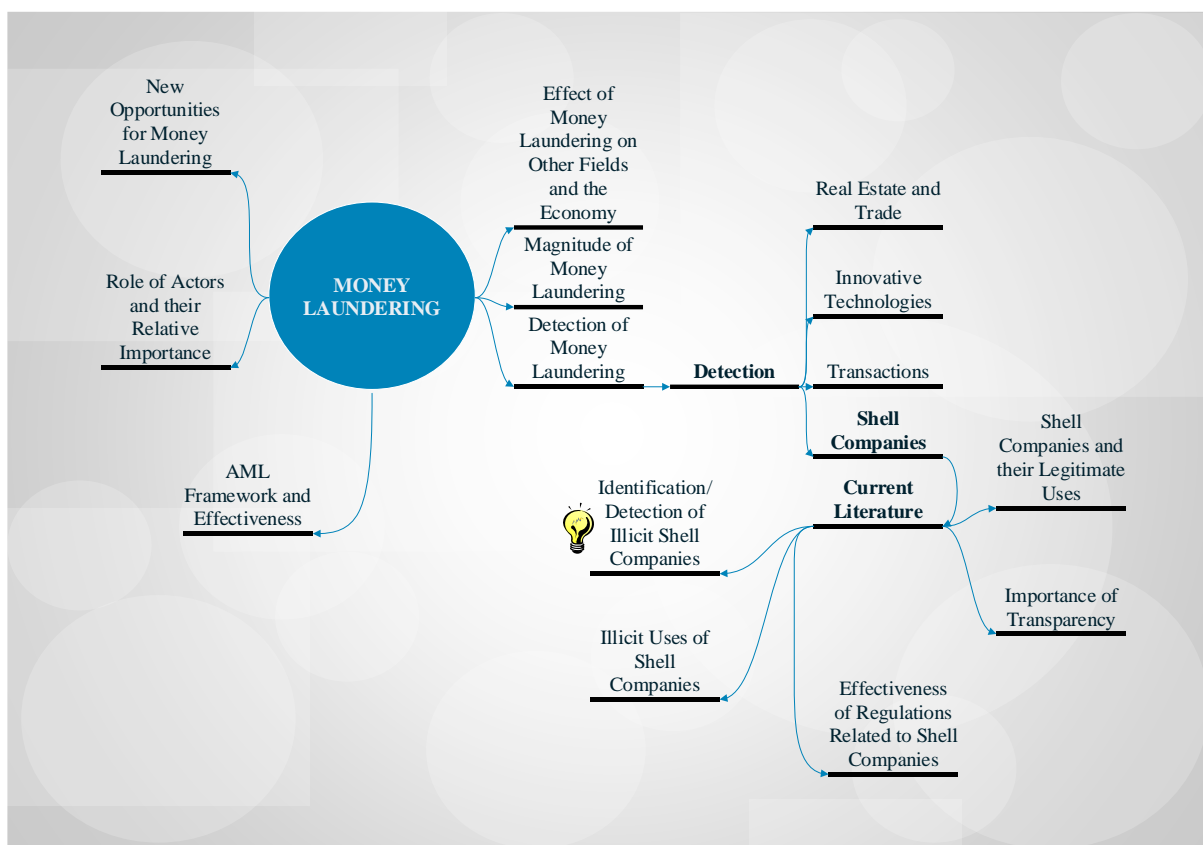 New
Opportunities
for Money
Laundering
Effect of
Money
Laundering on
Other Fields
and the
Economy
Real Estate and
Trade
MONEY
LAUNDERING
Magnitude of
Money
Laundering
Innovative
Technologies
Role of Actors
and their
Relative
Importance
Detection of
Money
Laundering
Detection
Transactions
Shell
Companies
Shell
Companies and
their Legitimate
Uses
AML
Framework and
Effectiveness
Current
Literature
Identification/
Detection of
Illicit Shell
Companies
Importance of
Transparency
Illicit Uses of
Shell
Companies
Effectiveness
of Regulations
Related to Shell
Companies